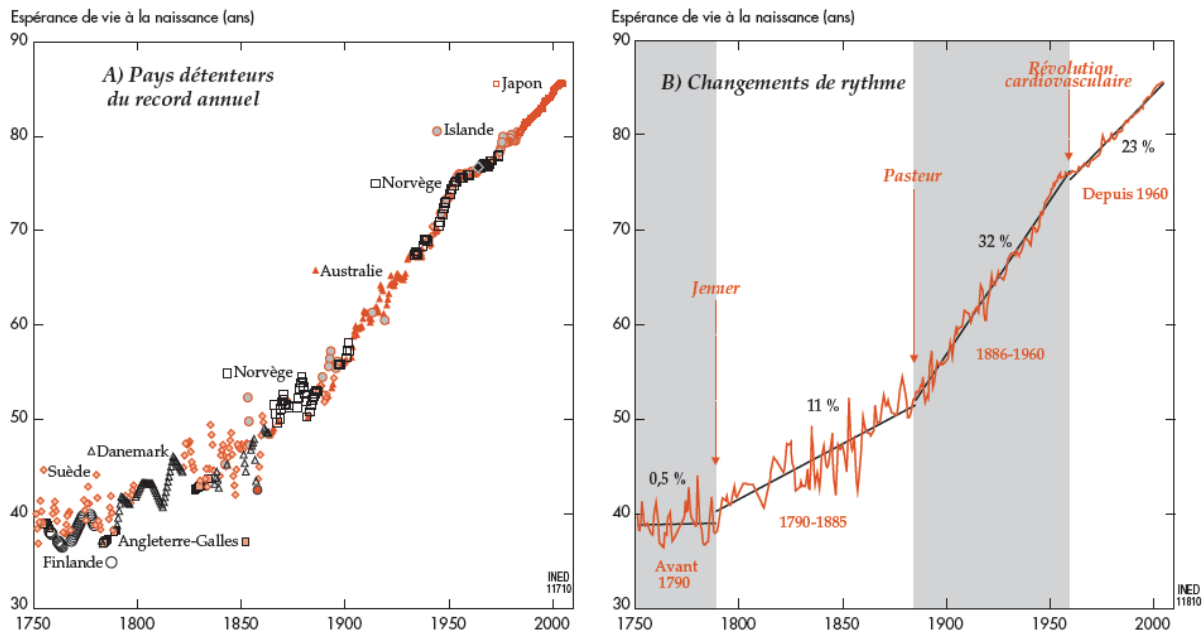 Espérance de vie à la naissance (ans)
90
80
70
60
50
40
30
1750
1800
1850
1900
1950
2000
A) Pays détenteurs
du record annuel
Japon
Islande
Norvège
Australie
Norvège
Danemark
Suède
Angleterre-Galles
Finlande
INED
11710
Espérance de vie à la naissance (ans)
90
80
70
60
50
40
30
1750
1800
1850
1900
1950
2000
B) Changements de rythme
Révolution
cardiovasculaire
Pasteur
Jenner
23 %
Depuis 1960
32 %
1886-1960
11 %
1790-1885
0,5 %
Avant
1790
INED
11810